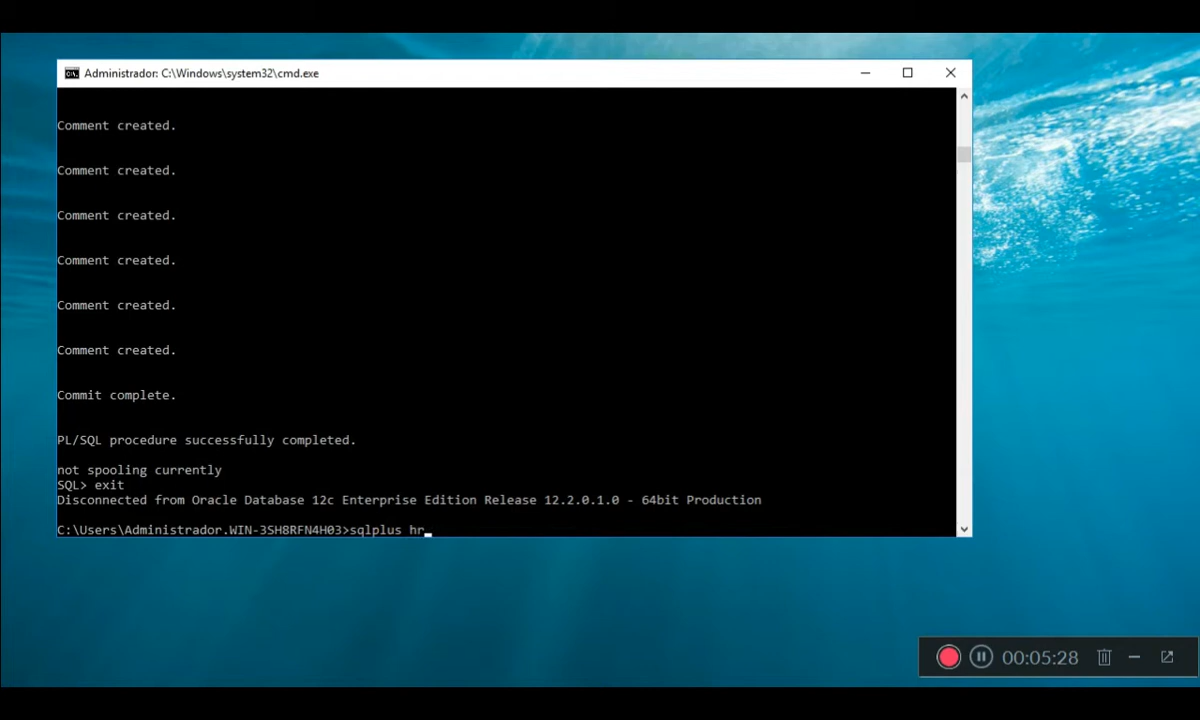 Administrador: C:\Windows\system32\cmd.exe
Comment created.
Comment created.
Comment created.
Comment created.
Comment created.
Comment created.
Commit complete.
PL/SQL procedure successfully completed.
not spooling currently
SQL> exit
Disconnected from Oracle Database 12c Enterprise Edition Release 12.2.0.1.0 - 64bit Production
C:\Users\Administrador.WIN-3SH8RFN4H03>sqlplus hr_
00:05:28